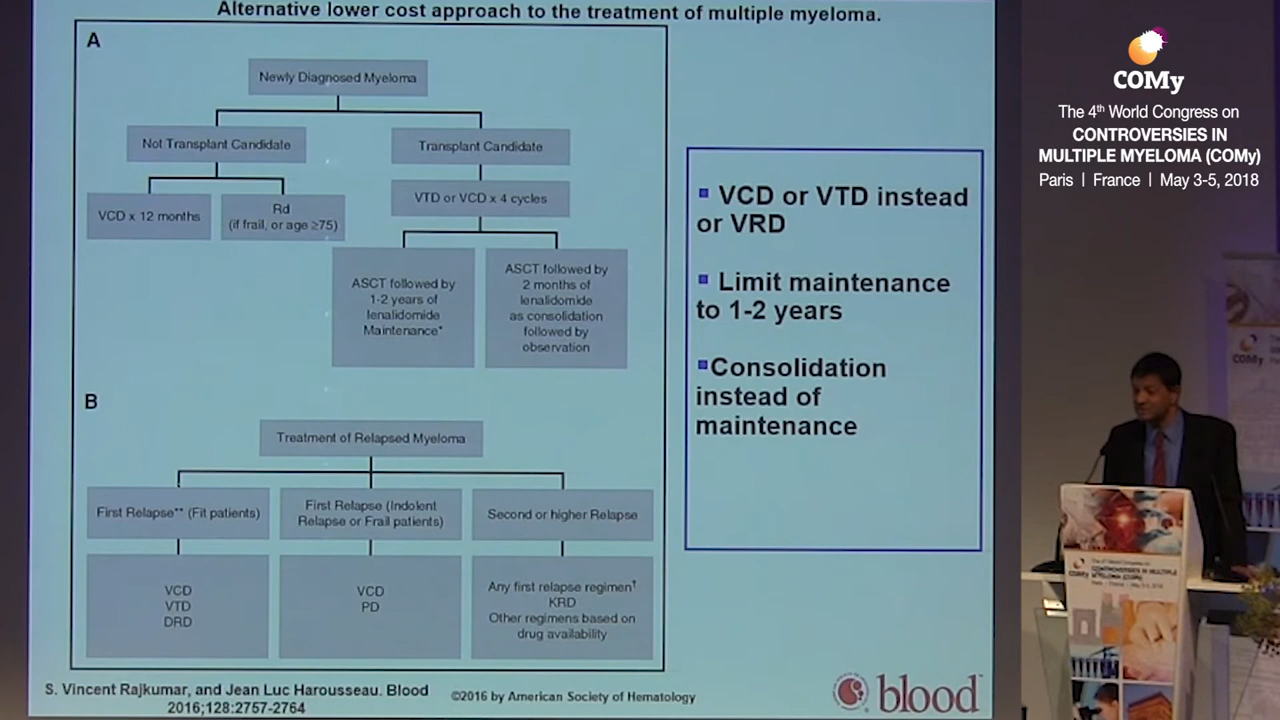 Alternative lower cost approach to the treatment of multiple myeloma.
A
Newly Diagnosed Myeloma
Not Transplant Candidate
Transplant Candidate
VCD x 12 months
Rd
(if frail, or age ≥75)
VTD or VCD x 4 cycles
ASCT followed by
1-2 years of
lenalidomide
Maintenance*
ASCT followed by
2 months of
lenalidomide
as consolidation
followed by
observation
B
Treatment of Relapsed Myeloma
First Relapse** (Fit patients)
First Relapse (Indolent
Relapse or Frail patients)
Second or higher Relapse
VCD
VTD
DRD
VCD
PD
Any first relapse regimen†
KRD
Other regimens based on
drug availability
▪ VCD or VTD instead
or VRD
▪ Limit maintenance
to 1-2 years
▪Consolidation
instead of
maintenance
S. Vincent Rajkumar, and Jean Luc Harousseau. Blood
2016;128:2757-2764
©2016 by American Society of Hematology
blood
COMy
The 4th World Congress on
CONTROVERSIES IN
MULTIPLE MYELOMA (COMy)
Paris | France | May 3-5, 2018
COMy
COMy
CONTROVERSIES IN MULTIPLE
MYELOMA (COMy)